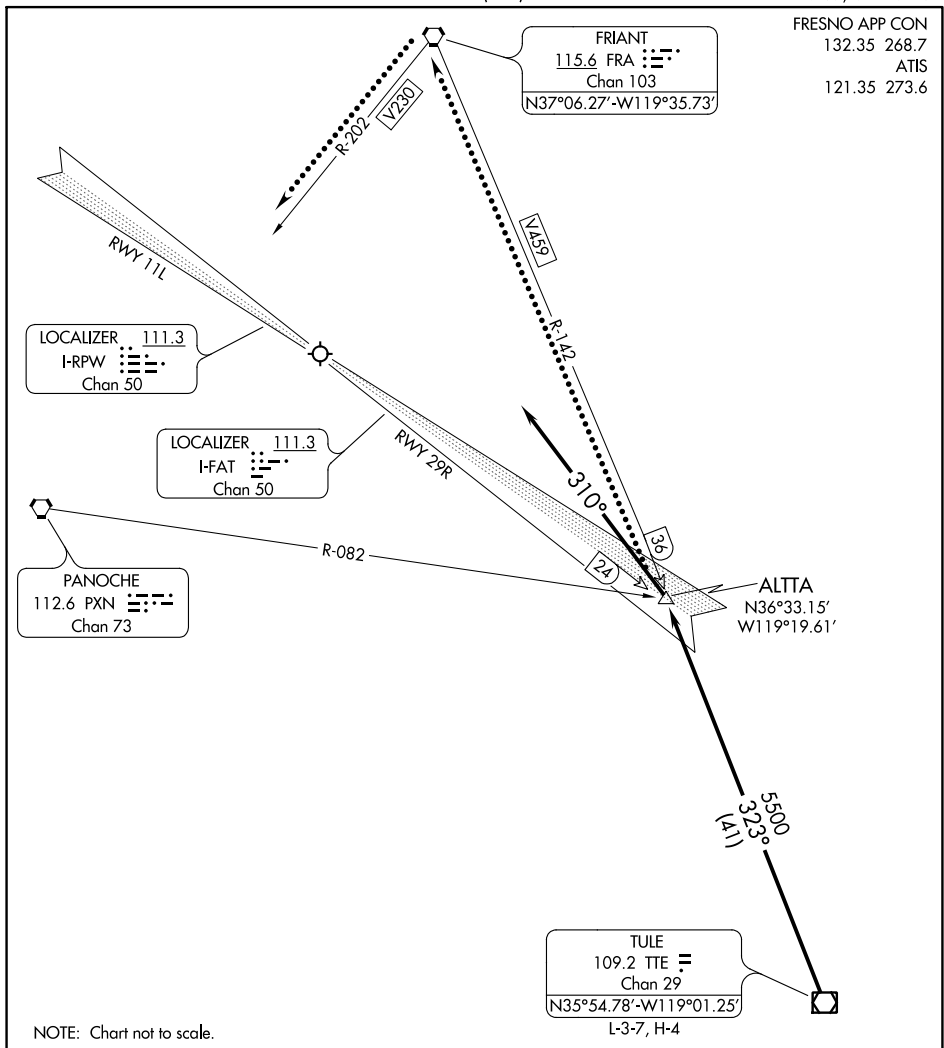 FRESNO APP CON
132.35 268.7
ATIS
121.35 273.6
FRIANT
115.6 FRA
Chan 103
N37°06.27'-W119°35.73'
R-202
V230
RWY 11L
V459
R-142
LOCALIZER 111.3
I-RPW
Chan 50
LOCALIZER 111.3
I-FAT
Chan 50
RWY 29R
310°
36
24
R-082
PANOCHE
112.6 PXN
Chan 73
ALTTA
N36°33.15'
W119°19.61'
5500
323°
(41)
TULE
109.2 TTE
Chan 29
N35°54.78'-W119°01.25'
L-3-7, H-4
NOTE: Chart not to scale.